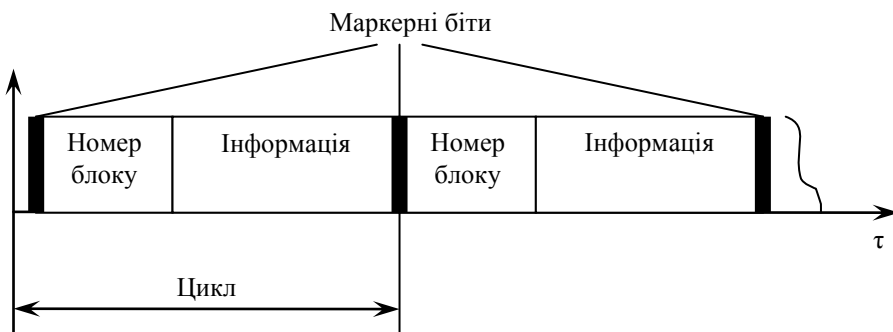 Маркерні біти
Номер
блоку
Інформація
Номер
блоку
Інформація
τ
Цикл